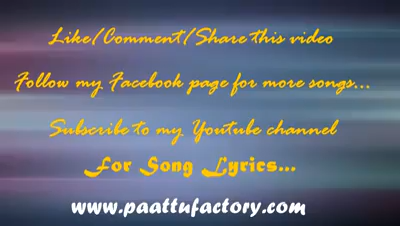 Like/Comment/Share this video
Follow my Facebook page for more songs...
Subscribe to my Youtube channel
For Song Lyrics...
www.paattufactory.com